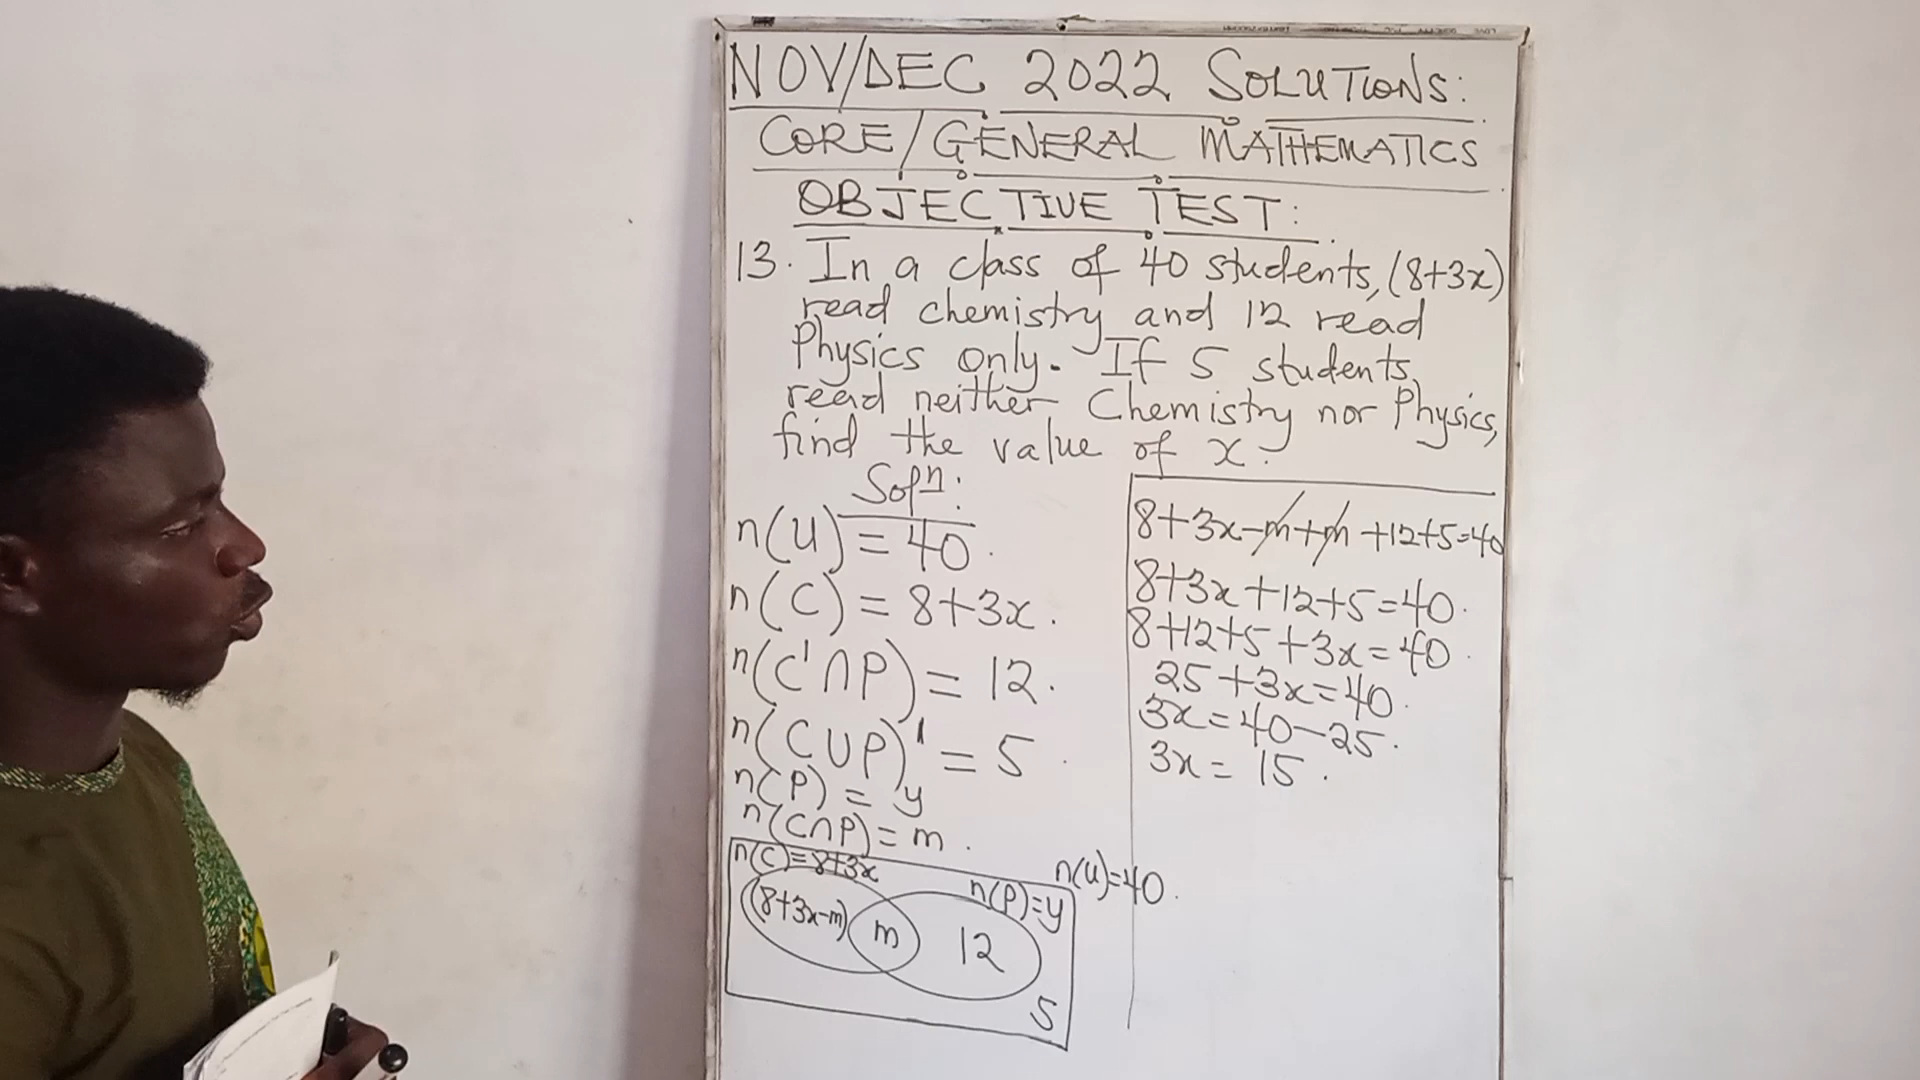 NOV/DEC 2022 SOLUTIONS:
CORE/GENERAL MATHEMATICS
OBJECTIVE TEST:
13. In a class of 40 students, (8+3x)
read chemistry and 12 read
Physics only. If 5 students
read neither Chemistry nor Physics,
find the value of x.
Soln:
n(U) = 40.
n(C) = 8+3x.
n(C'∩P) = 12.
n(C∪P)' = 5.
n(P) = y
n(C∩P) = m.
n(C)=8+3x
n(P)=y
n(U)=40.
(8+3x-m)
m
12
5
8+3x-m+m+12+5=40
8+3x+12+5=40.
8+12+5+3x=40.
25+3x=40.
3x=40-25.
3x = 15.